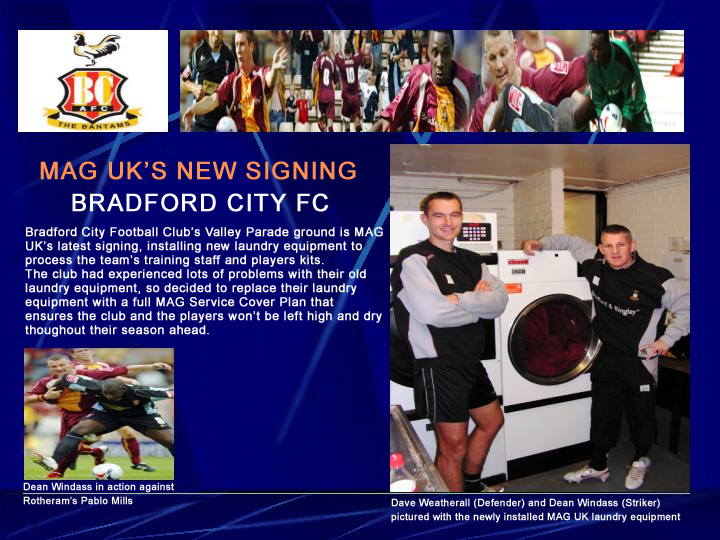 BC
A F C
THE BANTAMS
MAG UK'S NEW SIGNING
BRADFORD CITY FC
Bradford City Football Club's Valley Parade ground is MAG
UK's latest signing, installing new laundry equipment to
process the team's training staff and players kits.
The club had experienced lots of problems with their old
laundry equipment, so decided to replace their laundry
equipment with a full MAG Service Cover Plan that
ensures the club and the players won't be left high and dry
thoughout their season ahead.
Dean Windass in action against
Rotheram's Pablo Mills
Dave Weatherall (Defender) and Dean Windass (Striker)
pictured with the newly installed MAG UK laundry equipment